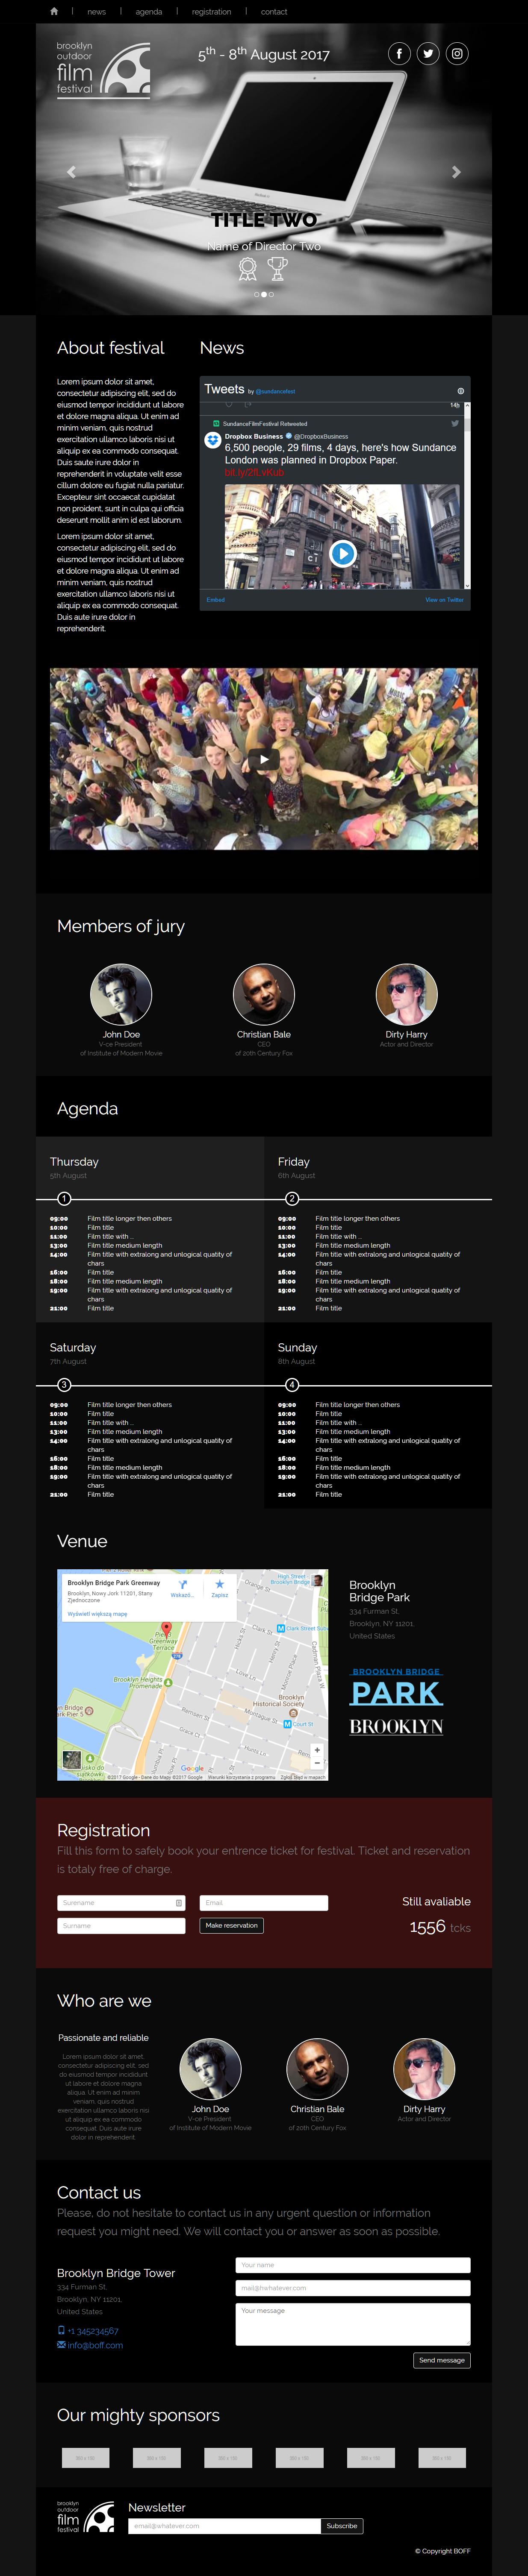 news | agenda | registration | contact
brooklyn
outdoor
film
festival
5th - 8th August 2017
TITLE TWO
Name of Director Two
About festival
Lorem ipsum dolor sit amet,
consectetur adipiscing elit, sed do
eiusmod tempor incididunt ut labore
et dolore magna aliqua. Ut enim ad
minim veniam, quis nostrud
exercitation ullamco laboris nisi ut
aliquip ex ea commodo consequat.
Duis saute irure dolor in
reprehenderit in voluptate velit esse
cillum dolore eu fugiat nulla pariatur.
Excepteur sint occaecat cupidatat
non proident, sunt in culpa qui officia
deserunt mollit anim id est laborum.
Lorem ipsum dolor sit amet,
consectetur adipiscing elit, sed do
eiusmod tempor incididunt ut labore
et dolore magna aliqua. Ut enim ad
minim veniam, quis nostrud
exercitation ullamco laboris nisi ut
aliquip ex ea commodo consequat.
Duis aute irure dolor in
reprehenderit.
News
Tweets by @sundancefest
14h
SundanceFilmFestival Retweeted
Dropbox Business @DropboxBusiness
6,500 people, 29 films, 4 days, here's how Sundance
London was planned in Dropbox Paper.
Embed View on Twitter
Members of jury
John Doe
V-ce President
of Institute of Modern Movie
Christian Bale
CEO
of 20th Century Fox
Dirty Harry
Actor and Director
Agenda
Thursday
5th August
1
09:00 Film title longer then others
10:00 Film title
11:00 Film title with ...
13:00 Film title medium length
14:00 Film title with extralong and unlogical quatity of
chars
16:00 Film title
18:00 Film title medium length
19:00 Film title with extralong and unlogical quatity of
chars
21:00 Film title
Friday
6th August
2
09:00 Film title longer then others
10:00 Film title
11:00 Film title with ...
13:00 Film title medium length
14:00 Film title with extralong and unlogical quatity of
chars
16:00 Film title
18:00 Film title medium length
19:00 Film title with extralong and unlogical quatity of
chars
21:00 Film title
Saturday
7th August
3
09:00 Film title longer then others
10:00 Film title
11:00 Film title with ...
13:00 Film title medium length
14:00 Film title with extralong and unlogical quatity of
chars
16:00 Film title
18:00 Film title medium length
19:00 Film title with extralong and unlogical quatity of
chars
21:00 Film title
Sunday
8th August
4
09:00 Film title longer then others
10:00 Film title
11:00 Film title with ...
13:00 Film title medium length
14:00 Film title with extralong and unlogical quatity of
chars
16:00 Film title
18:00 Film title medium length
19:00 Film title with extralong and unlogical quatity of
chars
21:00 Film title
Venue
Brooklyn Bridge Park Greenway
Brooklyn, Nowy Jork 11201, Stany
Zjednoczone
Wyświetl większą mapę
Wskazó... Zapisz
High Street -
Brooklyn Bridge
Clark Street
Pier
Greenway
Terrace
Brooklyn Heights
Promenade
Brooklyn
Historical Society
Court St
Google
©2017 Google - Dane do Mapy ©2017 Google Warunki korzystania z programu Zgłoś błąd w mapach
Brooklyn
Bridge Park
334 Furman St.
Brooklyn, NY 11201
United States
BROOKLYN BRIDGE
PARK
BROOKLYN
Registration
Fill this form to safely book your entrence ticket for festival. Ticket and reservation
is totaly free of charge.
Surename
Email
Surname
Make reservation
Still avaliable
1556 tcks
Who are we
Passionate and reliable
Lorem ipsum dolor sit amet,
consectetur adipiscing elit, sed
do eiusmod tempor incididunt
ut labore et dolore magna
aliqua. Ut enim ad minim
veniam, quis nostrud
exercitation ullamco laboris nisi
ut aliquip ex ea commodo
consequat. Duis aute irure
dolor in reprehenderit.
John Doe
V-ce President
of Institute of Modern Movie
Christian Bale
CEO
of 20th Century Fox
Dirty Harry
Actor and Director
Contact us
Please, do not hesitate to contact us in any urgent question or information
request you might need. We will contact you or answer as soon as possible.
Brooklyn Bridge Tower
334 Furman St.
Brooklyn, NY 11201,
United States
+1 345234567
info@boff.com
Your name
mail@hwhatever.com
Your message
Send message
Our mighty sponsors
brooklyn
outdoor
film
festival
Newsletter
email@whatever.com
Subscribe
© Copyright BOFF